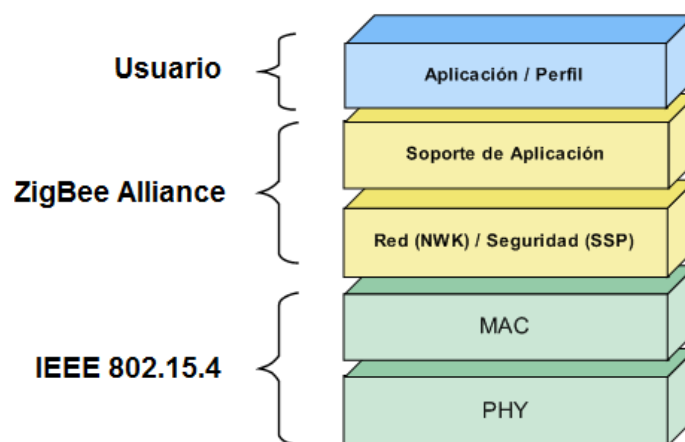 Usuario
Aplicación / Perfil
Soporte de Aplicación
ZigBee Alliance
Red (NWK) / Seguridad (SSP)
MAC
IEEE 802.15.4
PHY